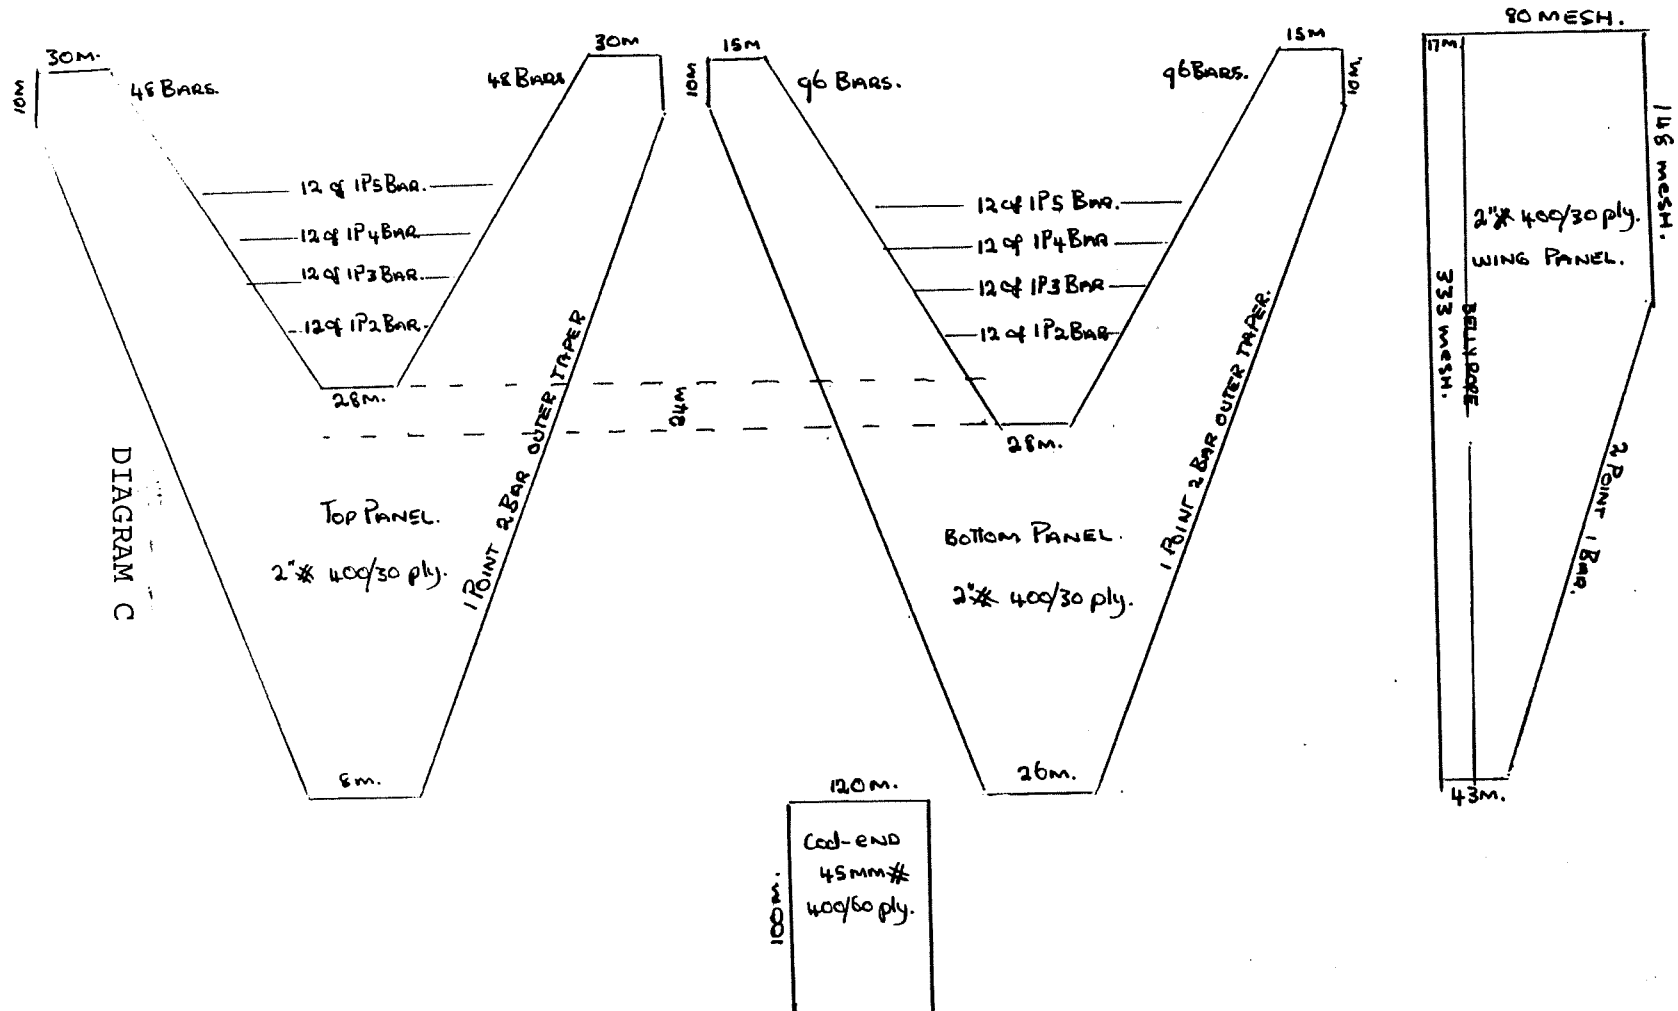 30M.
10M
48 BARS.
12 of 1P5 BAR.
12 of 1P4 BAR
12 of 1P3 BAR.
12 of 1P2 BAR.
28M.
30M
48 BARS
1 POINT 2 BAR OUTER TAPER
TOP PANEL.
2"※ 400/30 ply.
8M.
DIAGRAM C
24M
15M
10M
96 BARS.
12 of 1P5 BAR.
12 of 1P4 BAR
12 of 1P3 BAR
12 of 1P2 BAR
28M.
15M
10M
96 BARS.
1 POINT 2 BAR OUTER TAPER.
BOTTOM PANEL.
2"※ 400/30 ply.
26M.
120M.
100M.
COD-END
45MM#
400/60 ply.
80 MESH.
17M
333 MESH.
BELLY ROPE
2"※ 400/30 ply.
WING PANEL.
2 POINT 1 BAR.
43M.